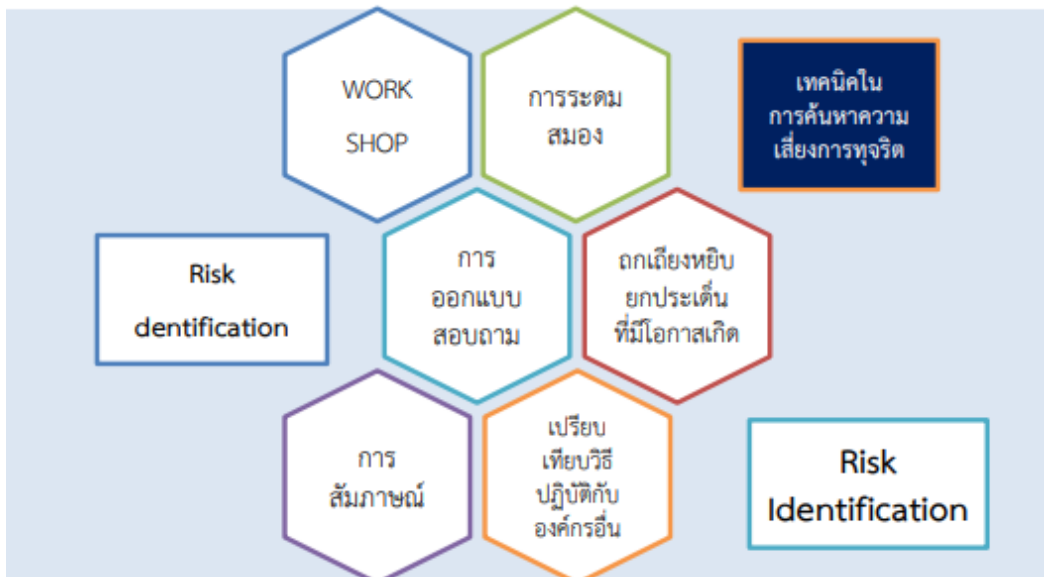 WORK
SHOP
การระดม
สมอง
เทคนิคใน
การค้นหาความ
เสี่ยงการทุจริต
Risk
dentification
การ
ออกแบบ
สอบถาม
ถกเถียงหยิบ
ยกประเด็น
ที่มีโอกาสเกิด
การ
สัมภาษณ์
เปรียบ
เทียบวิธี
ปฏิบัติกับ
องค์กรอื่น
Risk
Identification